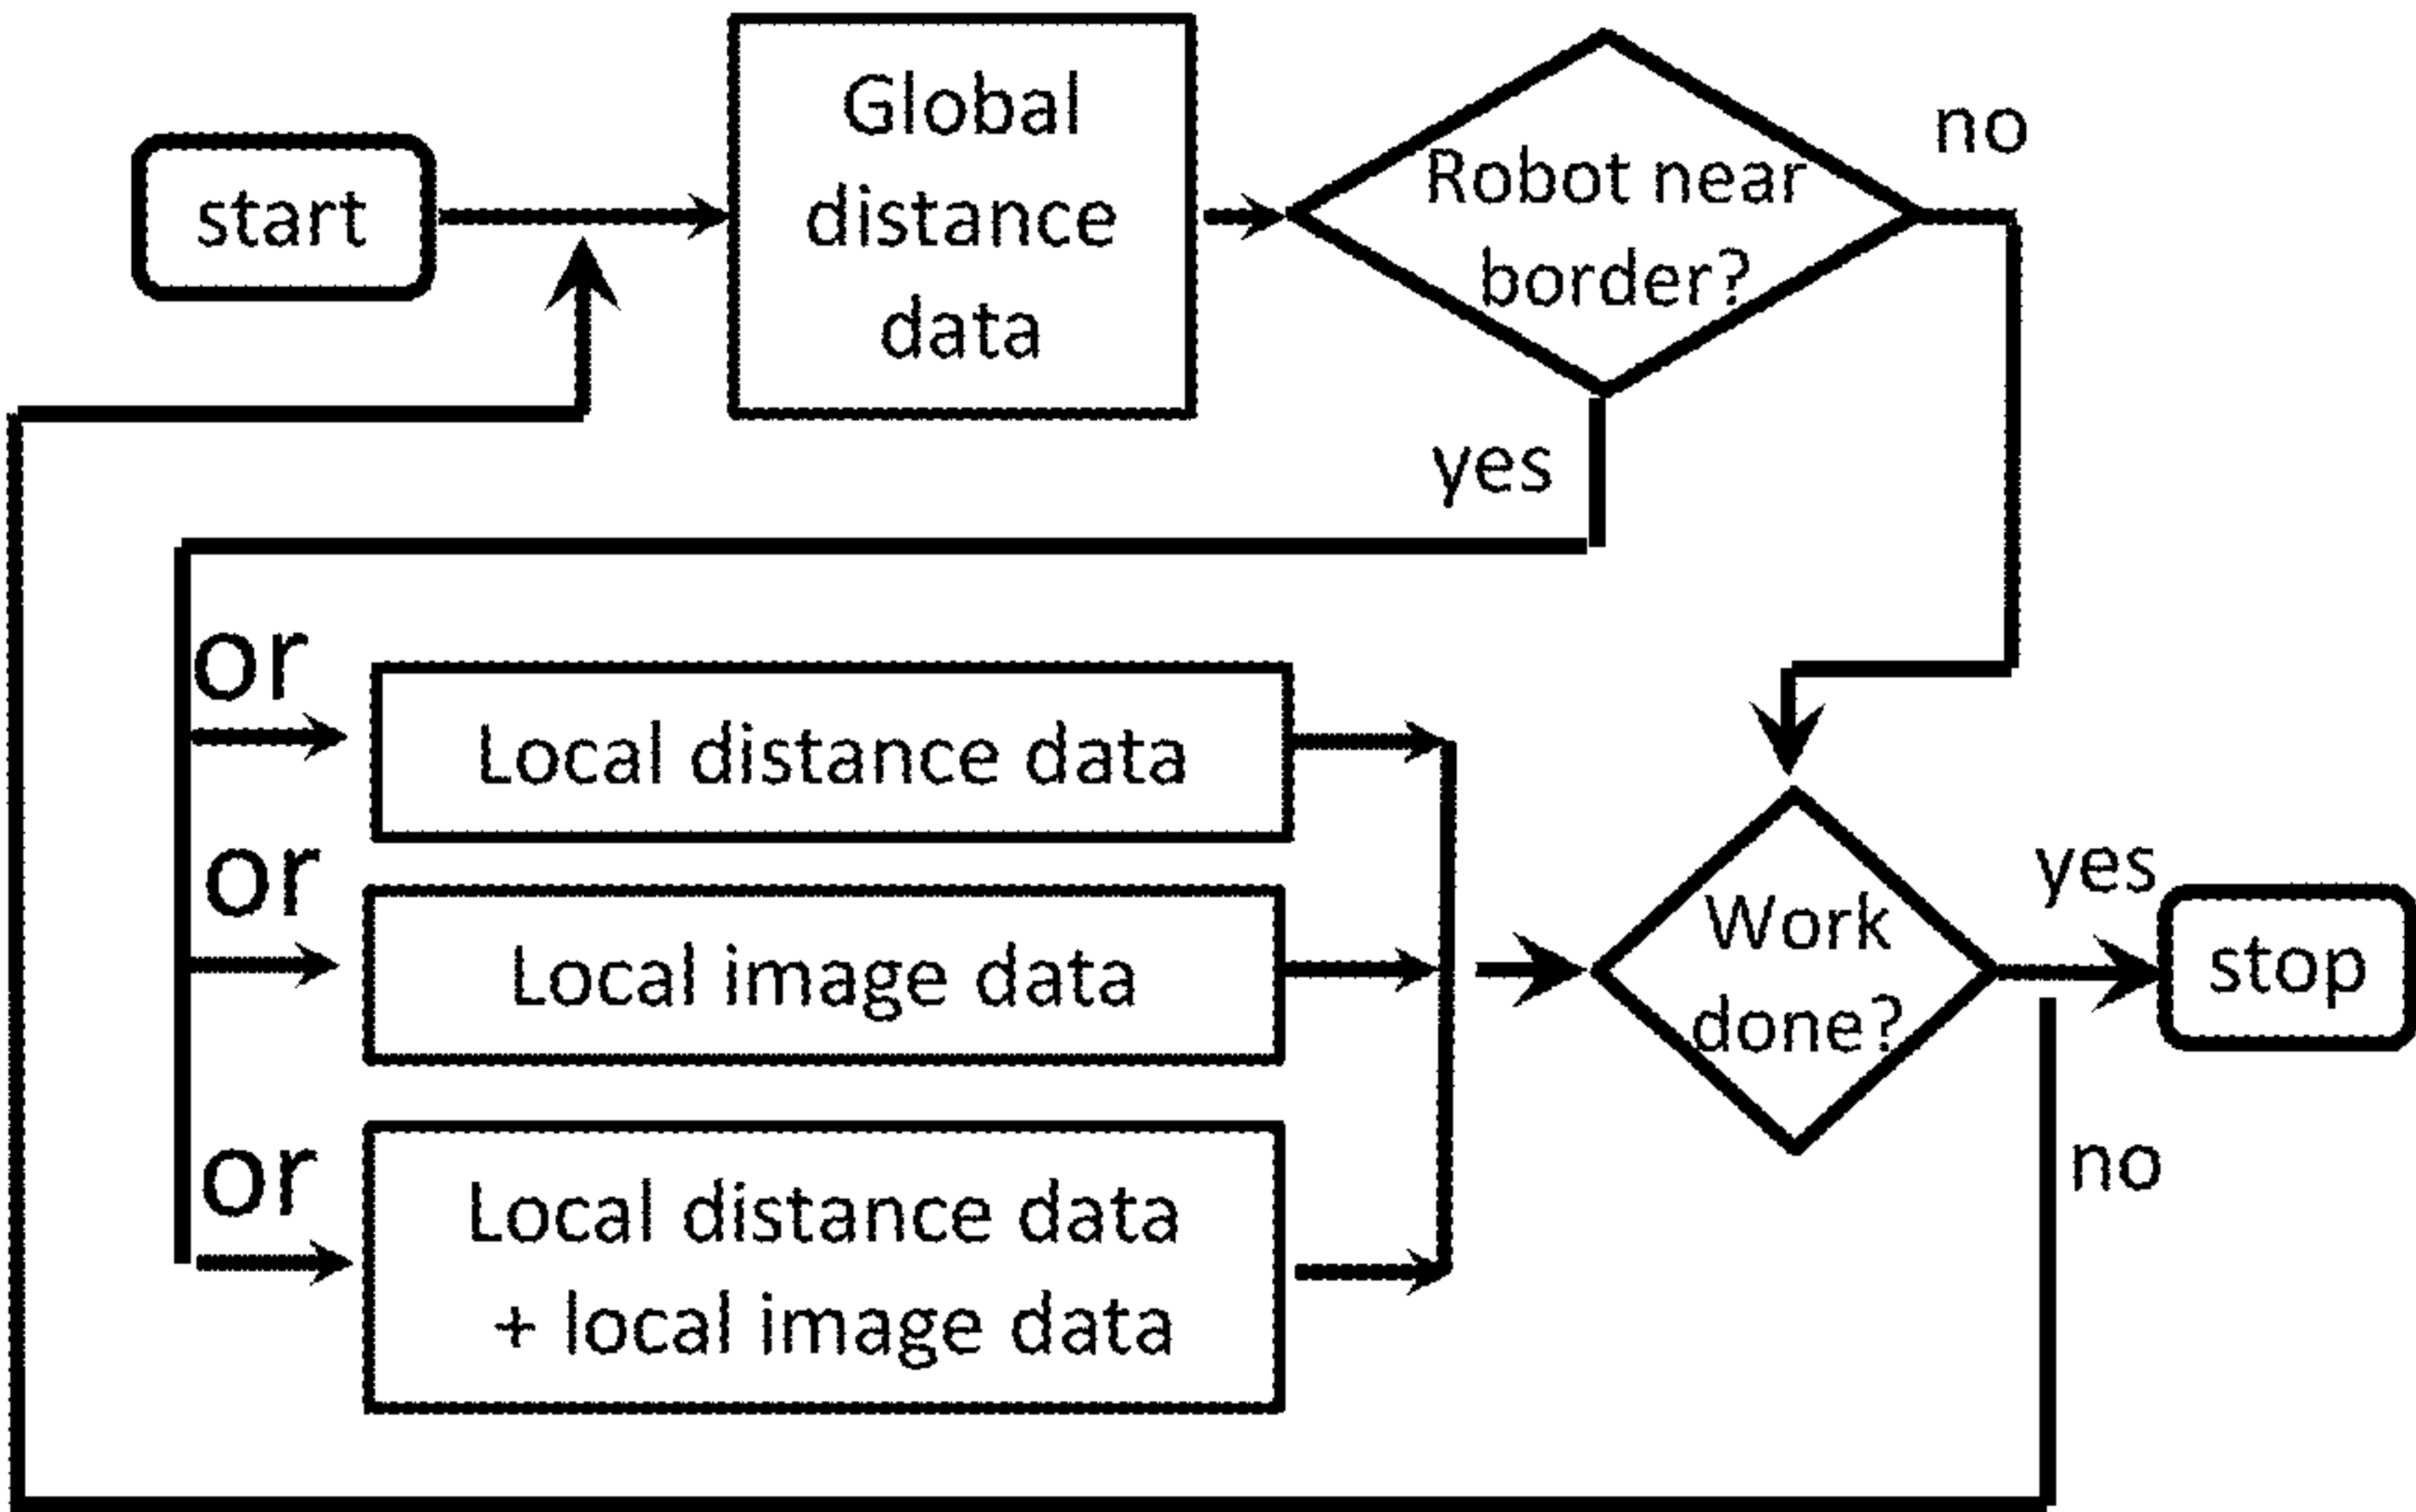 start
Global
distance
data
Robot near
border?
no
yes
or
Local distance data
or
Local image data
or
Local distance data
+ local image data
Work
done?
yes
stop
no